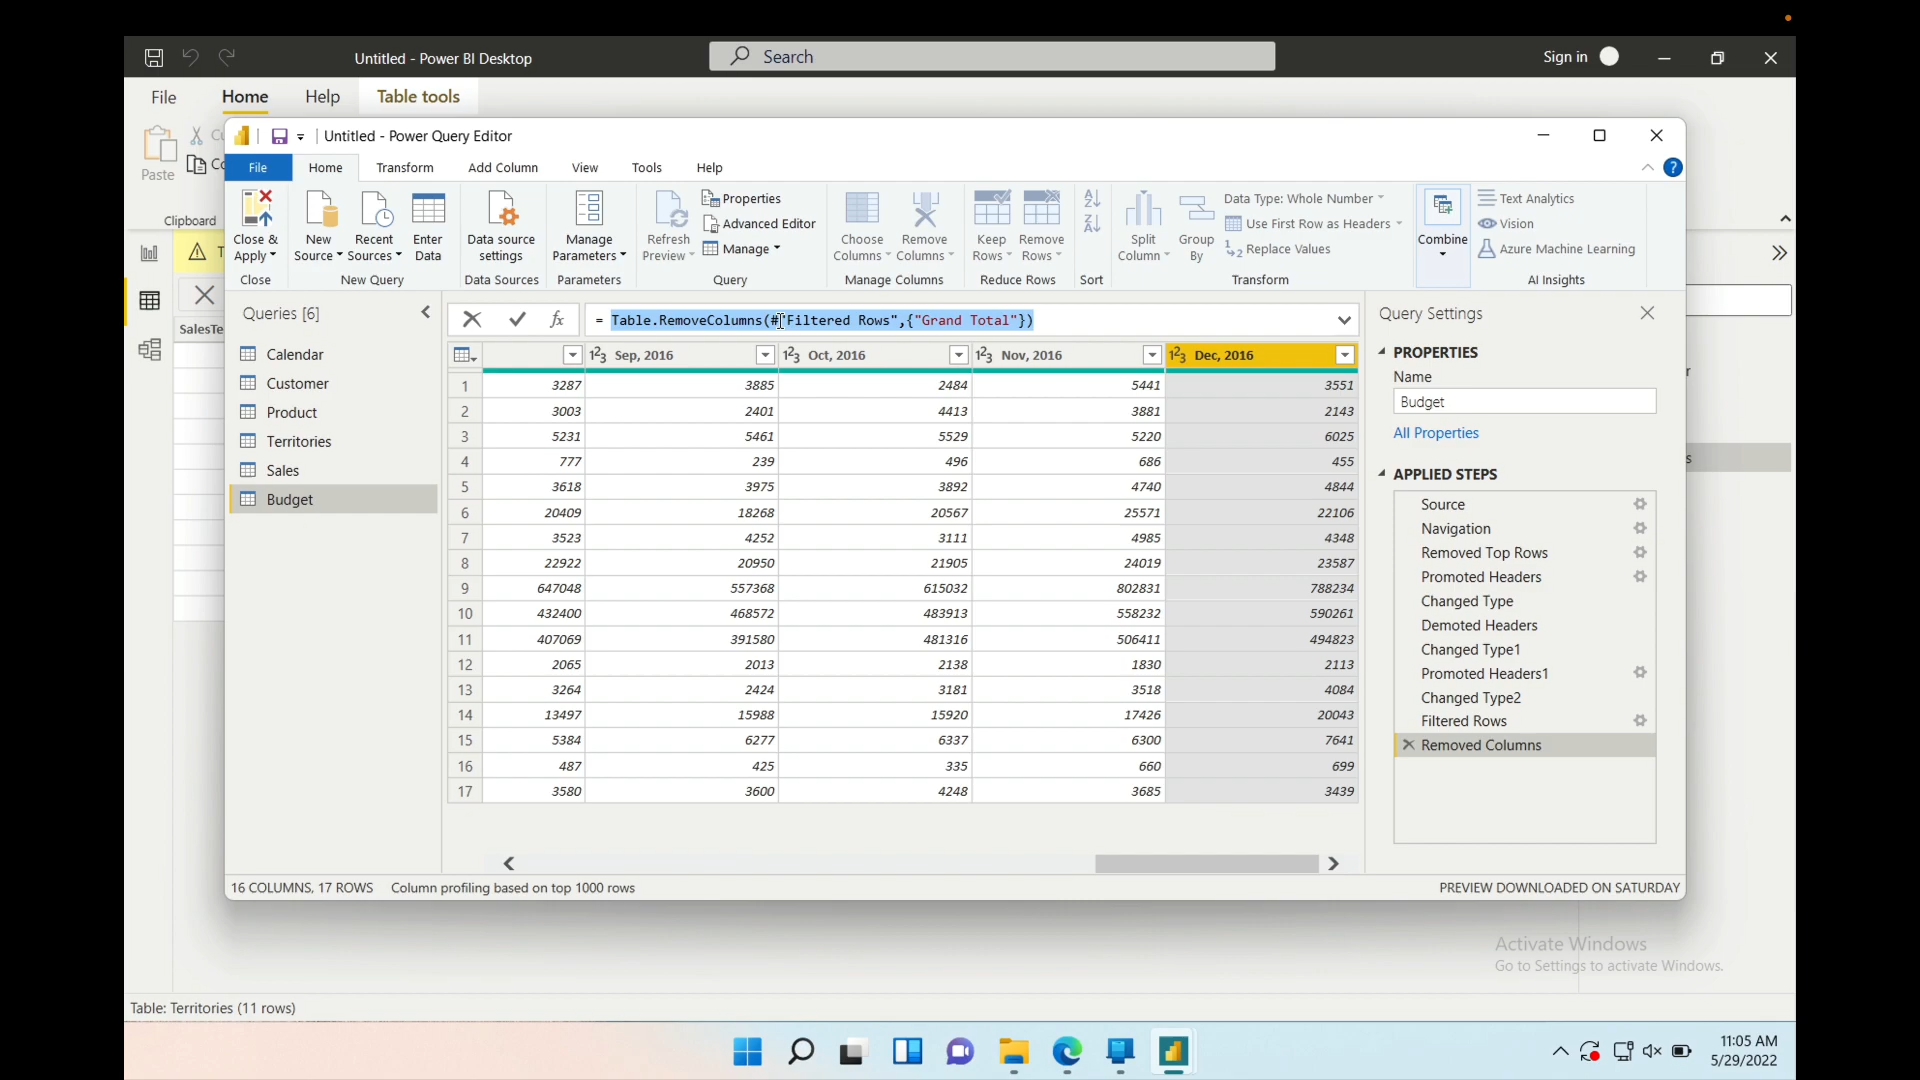 Untitled - Power BI Desktop
Search
Sign in
File
Home
Help
Table tools
Paste
Clipboard
Untitled - Power Query Editor
File
Home
Transform
Add Column
View
Tools
Help
Close &
Apply
Close
New
Source
Recent
Sources
Enter
Data
New Query
Data source
settings
Data Sources
Manage
Parameters
Parameters
Refresh
Preview
Properties
Advanced Editor
Manage
Query
Choose
Columns
Remove
Columns
Manage Columns
Keep
Rows
Remove
Rows
Reduce Rows
Sort
Split
Column
Group
By
Data Type: Whole Number
Use First Row as Headers
Replace Values
Transform
Combine
Text Analytics
Vision
Azure Machine Learning
AI Insights
SalesTe
Queries [6]
Calendar
Customer
Product
Territories
Sales
Budget
= Table.RemoveColumns(#"Filtered Rows",{"Grand Total"})
Sep, 2016 Oct, 2016 Nov, 2016 Dec, 2016
1 3287 3885 2484 5441 3551
2 3003 2401 4413 3881 2143
3 5231 5461 5529 5220 6025
4 777 239 496 686 455
5 3618 3975 3892 4740 4844
6 20409 18268 20567 25571 22106
7 3523 4252 3111 4985 4348
8 22922 20950 21905 24019 23587
9 647048 557368 615032 802831 788234
10 432400 468572 483913 558232 590261
11 407069 391580 481316 506411 494823
12 2065 2013 2138 1830 2113
13 3264 2424 3181 3518 4084
14 13497 15988 15920 17426 20043
15 5384 6277 6337 6300 7641
16 487 425 335 660 699
17 3580 3600 4248 3685 3439
Query Settings
PROPERTIES
Name
Budget
All Properties
APPLIED STEPS
Source
Navigation
Removed Top Rows
Promoted Headers
Changed Type
Demoted Headers
Changed Type1
Promoted Headers1
Changed Type2
Filtered Rows
Removed Columns
16 COLUMNS, 17 ROWS Column profiling based on top 1000 rows
PREVIEW DOWNLOADED ON SATURDAY
Activate Windows
Go to Settings to activate Windows.
Table: Territories (11 rows)
11:05 AM
5/29/2022